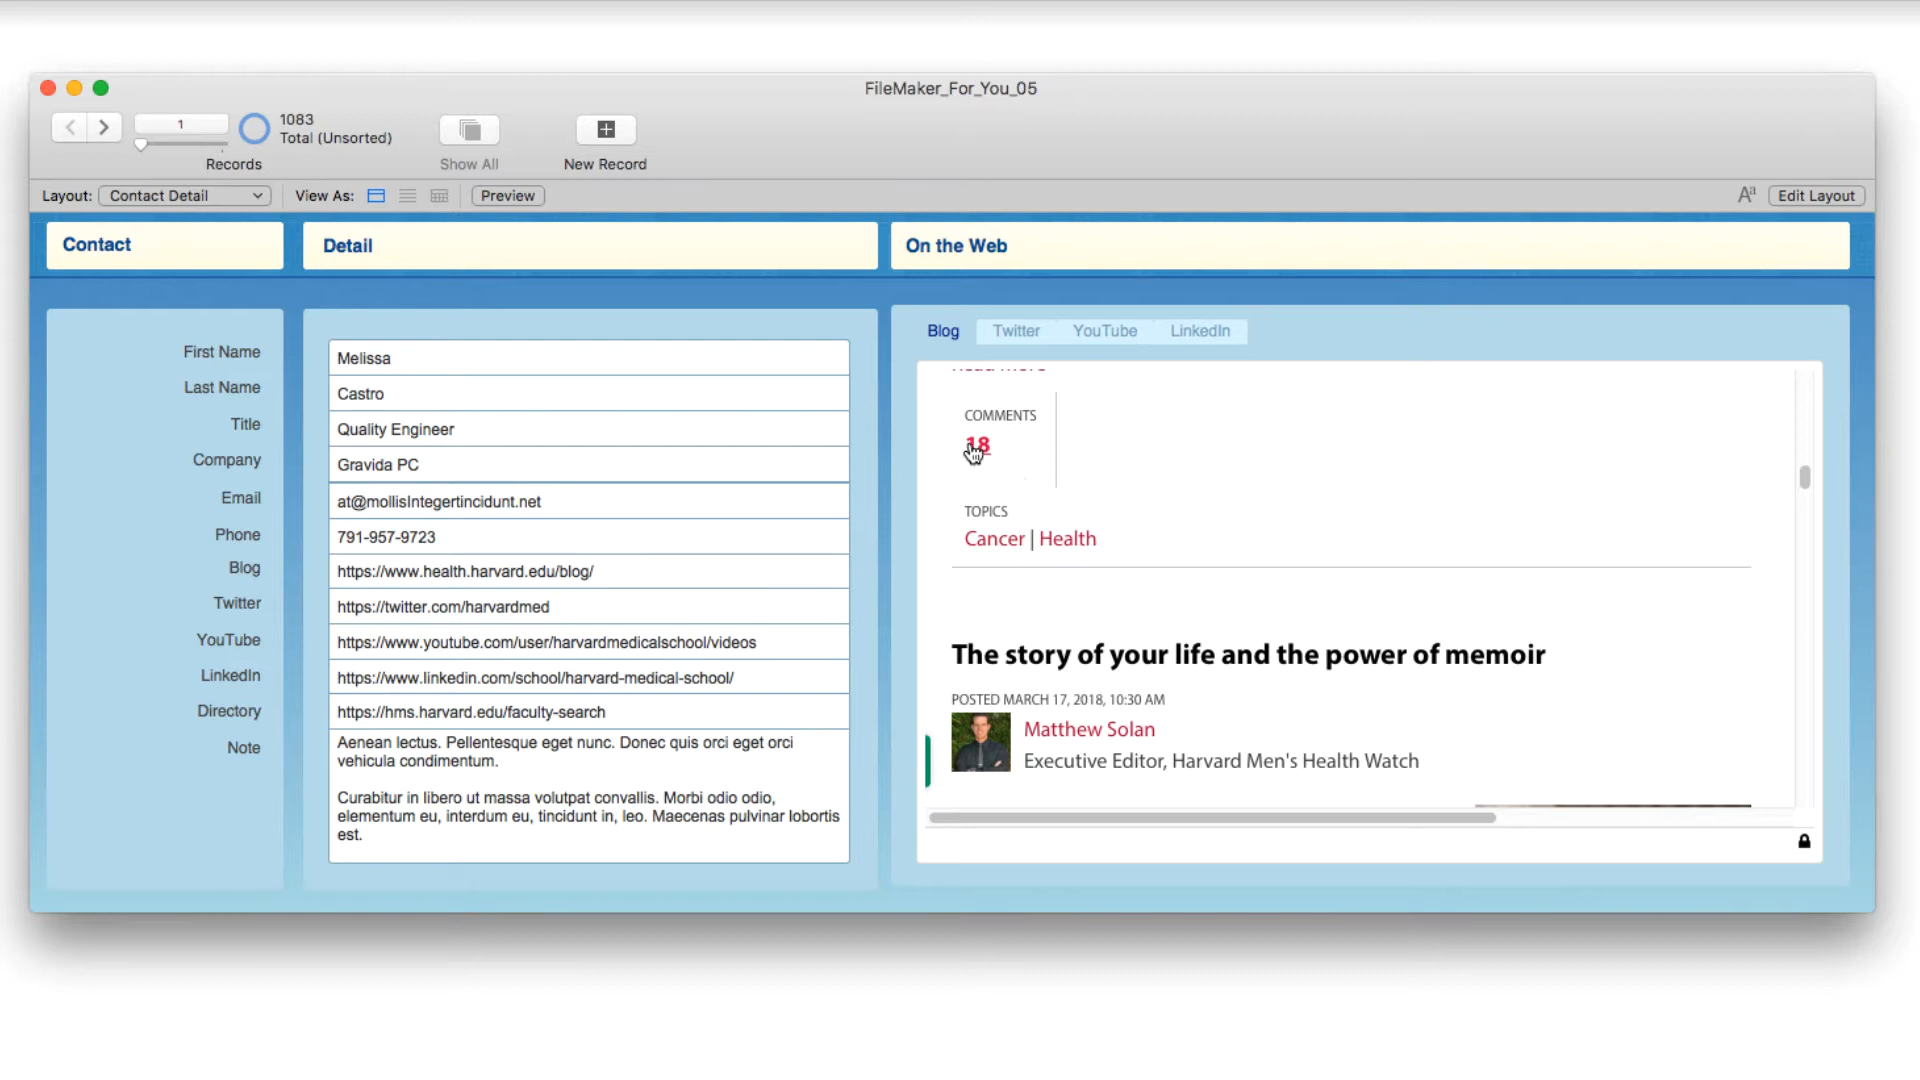 FileMaker_For_You_05
1
1083
Total (Unsorted)
Records
Show All
New Record
Layout: Contact Detail
View As:
Preview
Aa
Edit Layout
Contact
Detail
On the Web
First Name
Last Name
Title
Company
Email
Phone
Blog
Twitter
YouTube
LinkedIn
Directory
Note
Melissa
Castro
Quality Engineer
Gravida PC
at@mollisIntegertincidunt.net
791-957-9723
https://www.health.harvard.edu/blog/
https://twitter.com/harvardmed
https://www.youtube.com/user/harvardmedicalschool/videos
https://www.linkedin.com/school/harvard-medical-school/
https://hms.harvard.edu/faculty-search
Aenean lectus. Pellentesque eget nunc. Donec quis orci eget orci
vehicula condimentum.
Curabitur in libero ut massa volutpat convallis. Morbi odio odio,
elementum eu, interdum eu, tincidunt in, leo. Maecenas pulvinar lobortis
est.
Blog Twitter YouTube LinkedIn
COMMENTS
18
TOPICS
Cancer | Health
The story of your life and the power of memoir
POSTED MARCH 17, 2018, 10:30 AM
Matthew Solan
Executive Editor, Harvard Men's Health Watch